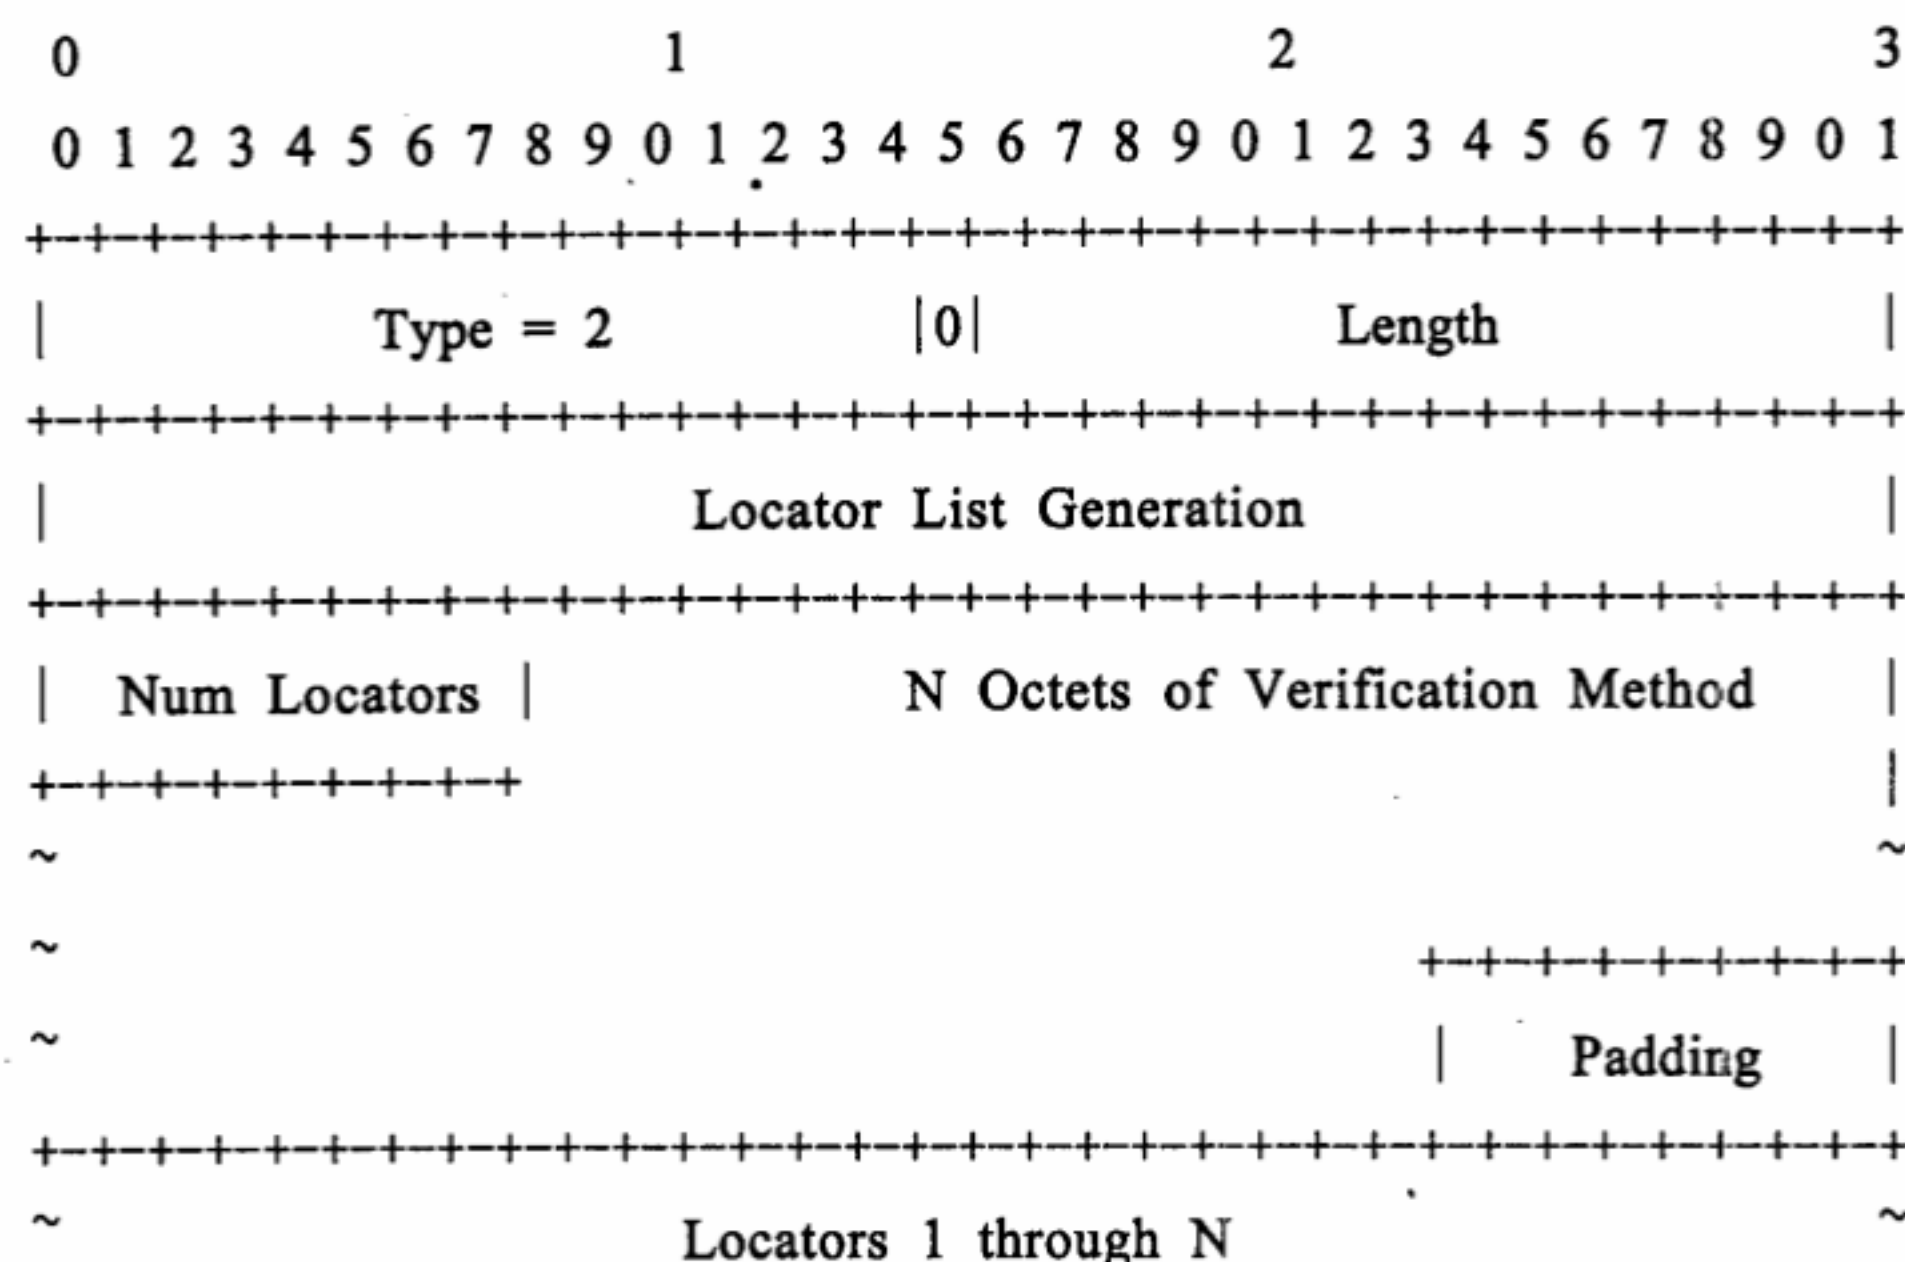 0 1 2 3
0 1 2 3 4 5 6 7 8 9 0 1 2 3 4 5 6 7 8 9 0 1 2 3 4 5 6 7 8 9 0 1
+-+-+-+-+-+-+-+-+-+-+-+-+-+-+-+-+-+-+-+-+-+-+-+-+-+-+-+-+-+-+-+-+
| Type = 2 |0| Length |
+-+-+-+-+-+-+-+-+-+-+-+-+-+-+-+-+-+-+-+-+-+-+-+-+-+-+-+-+-+-+-+-+
| Locator List Generation |
+-+-+-+-+-+-+-+-+-+-+-+-+-+-+-+-+-+-+-+-+-+-+-+-+-+-+-+-+-+-+-+-+
| Num Locators | N Octets of Verification Method |
+-+-+-+-+-+-+-+-+ |
~ ~
~ +-+-+-+-+-+-+-+-+
~ | Padding |
+-+-+-+-+-+-+-+-+-+-+-+-+-+-+-+-+-+-+-+-+-+-+-+-+-+-+-+-+-+-+-+-+
~ Locators 1 through N ~